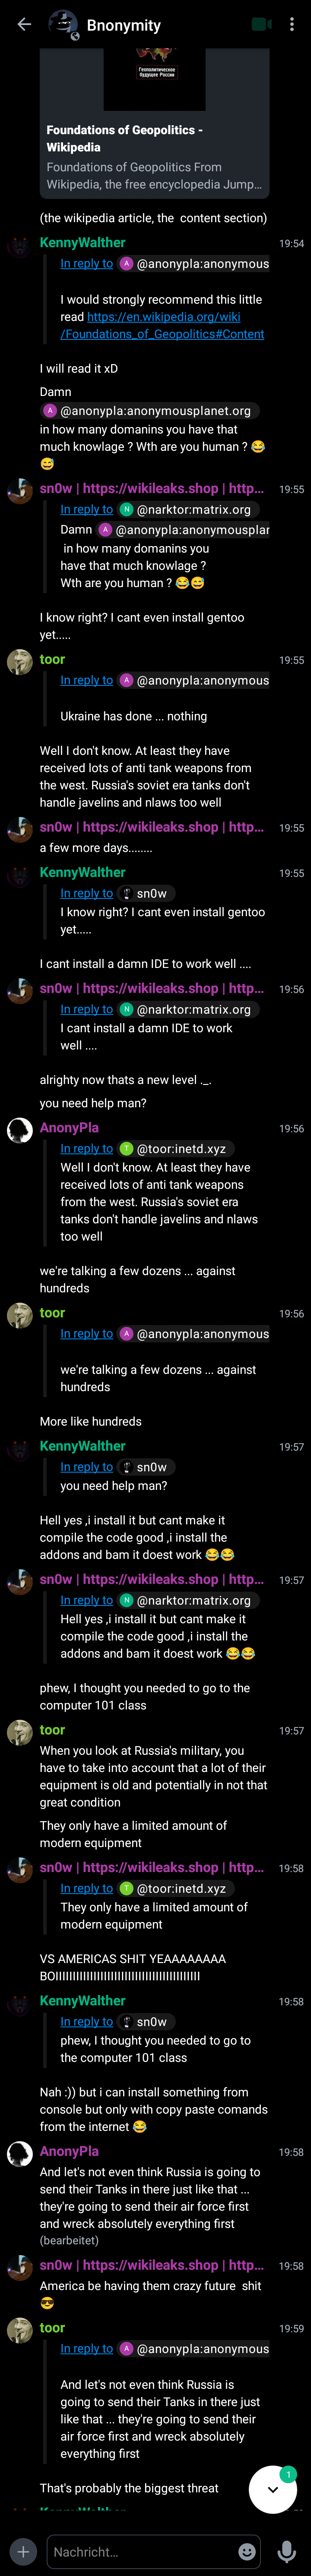 Bnonymity
Геополитическое
будущее России
Foundations of Geopolitics -
Wikipedia
Foundations of Geopolitics From
Wikipedia, the free encyclopedia Jump...
(the wikipedia article, the content section)
KennyWalther 19:54
In reply to A @anonypla:anonymous
I would strongly recommend this little
read https://en.wikipedia.org/wiki
/Foundations_of_Geopolitics#Content
I will read it xD
Damn
A @anonypla:anonymousplanet.org
in how many domanins you have that
much knowlage ? Wth are you human ? 😂
😅
sn0w | https://wikileaks.shop | http... 19:55
In reply to N @narktor:matrix.org
Damn A @anonypla:anonymousplar
in how many domanins you
have that much knowlage ?
Wth are you human ? 😂😅
I know right? I cant even install gentoo
yet.....
toor 19:55
In reply to A @anonypla:anonymous
Ukraine has done ... nothing
Well I don't know. At least they have
received lots of anti tank weapons from
the west. Russia's soviet era tanks don't
handle javelins and nlaws too well
sn0w | https://wikileaks.shop | http... 19:55
a few more days........
KennyWalther 19:55
In reply to sn0w
I know right? I cant even install gentoo
yet.....
I cant install a damn IDE to work well ....
sn0w | https://wikileaks.shop | http... 19:56
In reply to N @narktor:matrix.org
I cant install a damn IDE to work
well ....
alrighty now thats a new level ._.
you need help man?
AnonyPla 19:56
In reply to T @toor:inetd.xyz
Well I don't know. At least they have
received lots of anti tank weapons
from the west. Russia's soviet era
tanks don't handle javelins and nlaws
too well
we're talking a few dozens ... against
hundreds
toor 19:56
In reply to A @anonypla:anonymous
we're talking a few dozens ... against
hundreds
More like hundreds
KennyWalther 19:57
In reply to sn0w
you need help man?
Hell yes ,i install it but cant make it
compile the code good ,i install the
addons and bam it doest work 😂😂
sn0w | https://wikileaks.shop | http... 19:57
In reply to N @narktor:matrix.org
Hell yes ,i install it but cant make it
compile the code good ,i install the
addons and bam it doest work 😂😂
phew, I thought you needed to go to the
computer 101 class
toor 19:57
When you look at Russia's military, you
have to take into account that a lot of their
equipment is old and potentially in not that
great condition
They only have a limited amount of
modern equipment
sn0w | https://wikileaks.shop | http... 19:58
In reply to T @toor:inetd.xyz
They only have a limited amount of
modern equipment
VS AMERICAS SHIT YEAAAAAAAA
BOIIIIIIIIIIIIIIIIIIIIIIIIIIIIIIIIIIIIIIIIII
KennyWalther 19:58
In reply to sn0w
phew, I thought you needed to go to
the computer 101 class
Nah :)) but i can install something from
console but only with copy paste comands
from the internet 😂
AnonyPla 19:58
And let's not even think Russia is going to
send their Tanks in there just like that ...
they're going to send their air force first
and wreck absolutely everything first
(bearbeitet)
sn0w | https://wikileaks.shop | http... 19:58
America be having them crazy future shit
😎
toor 19:59
In reply to A @anonypla:anonymous
And let's not even think Russia is
going to send their Tanks in there just
like that ... they're going to send their
air force first and wreck absolutely
everything first
That's probably the biggest threat
1
KennyWalther
Nachricht...